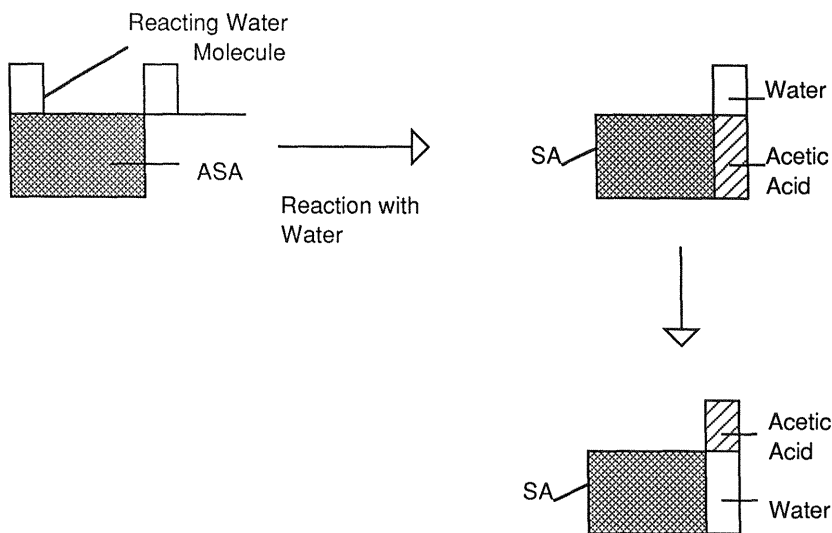 Reacting Water
Molecule
ASA
Reaction with
Water
Water
SA
Acetic
Acid
Acetic
Acid
SA
Water